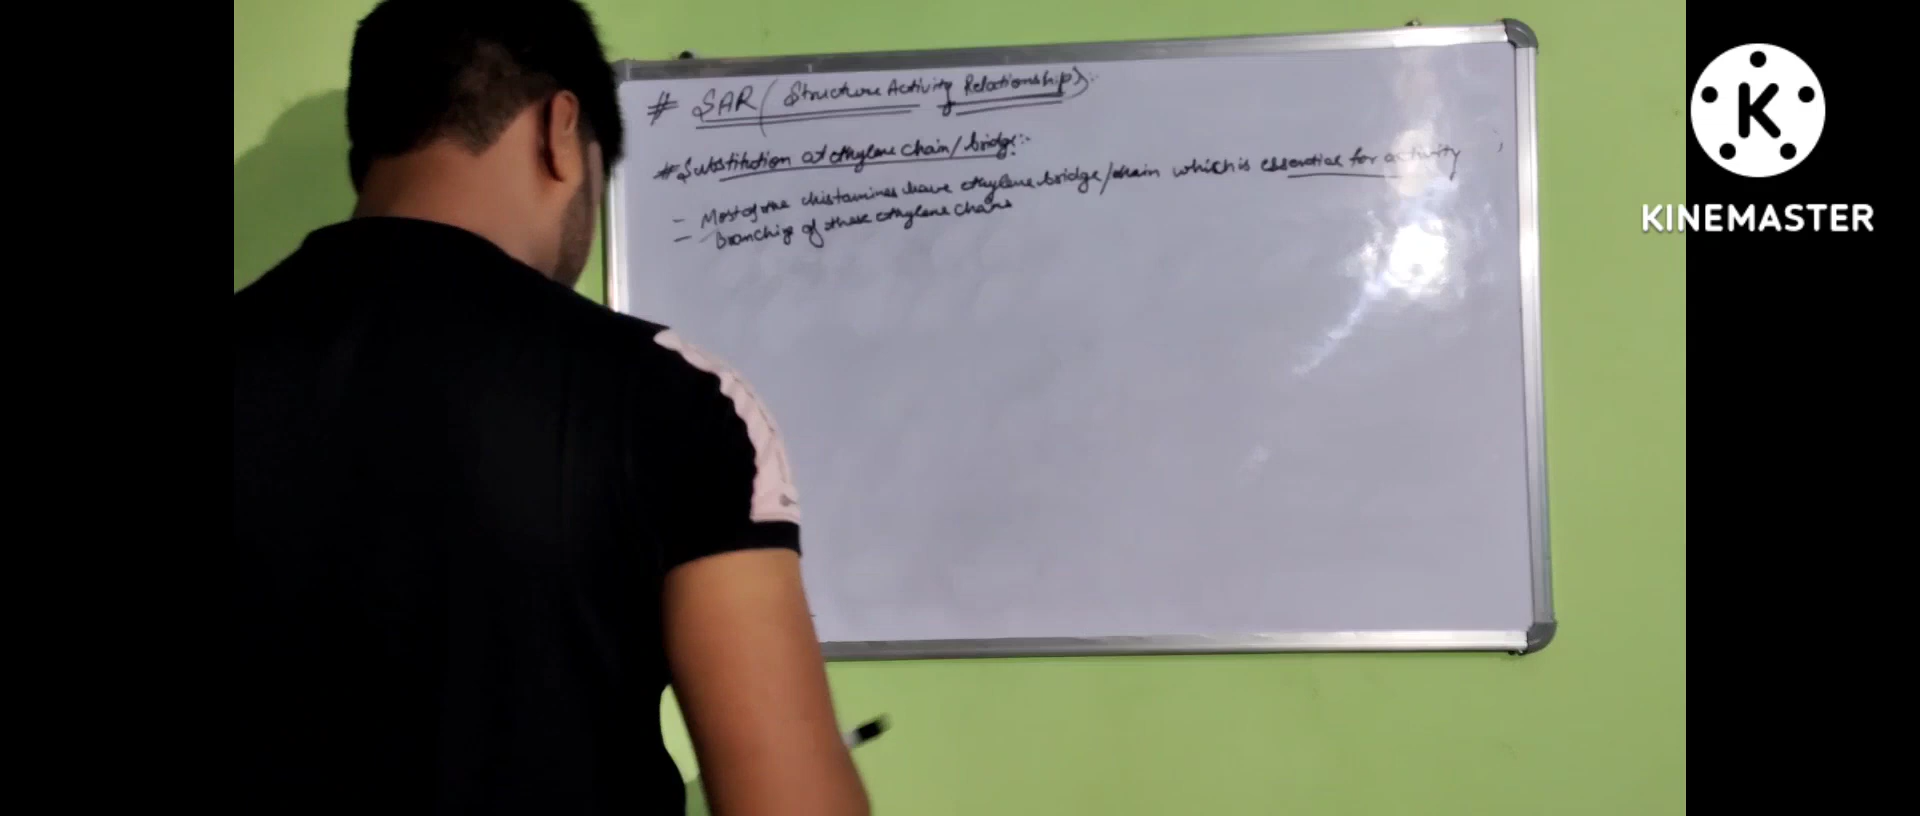 # SAR (Structure Activity Relationship):-
# Substitution at ethylene chain/bridge:-
- Most of the histamines have ethylene bridge/chain which is essential for activity
- Branching of these ethylene chains
K
KINEMASTER